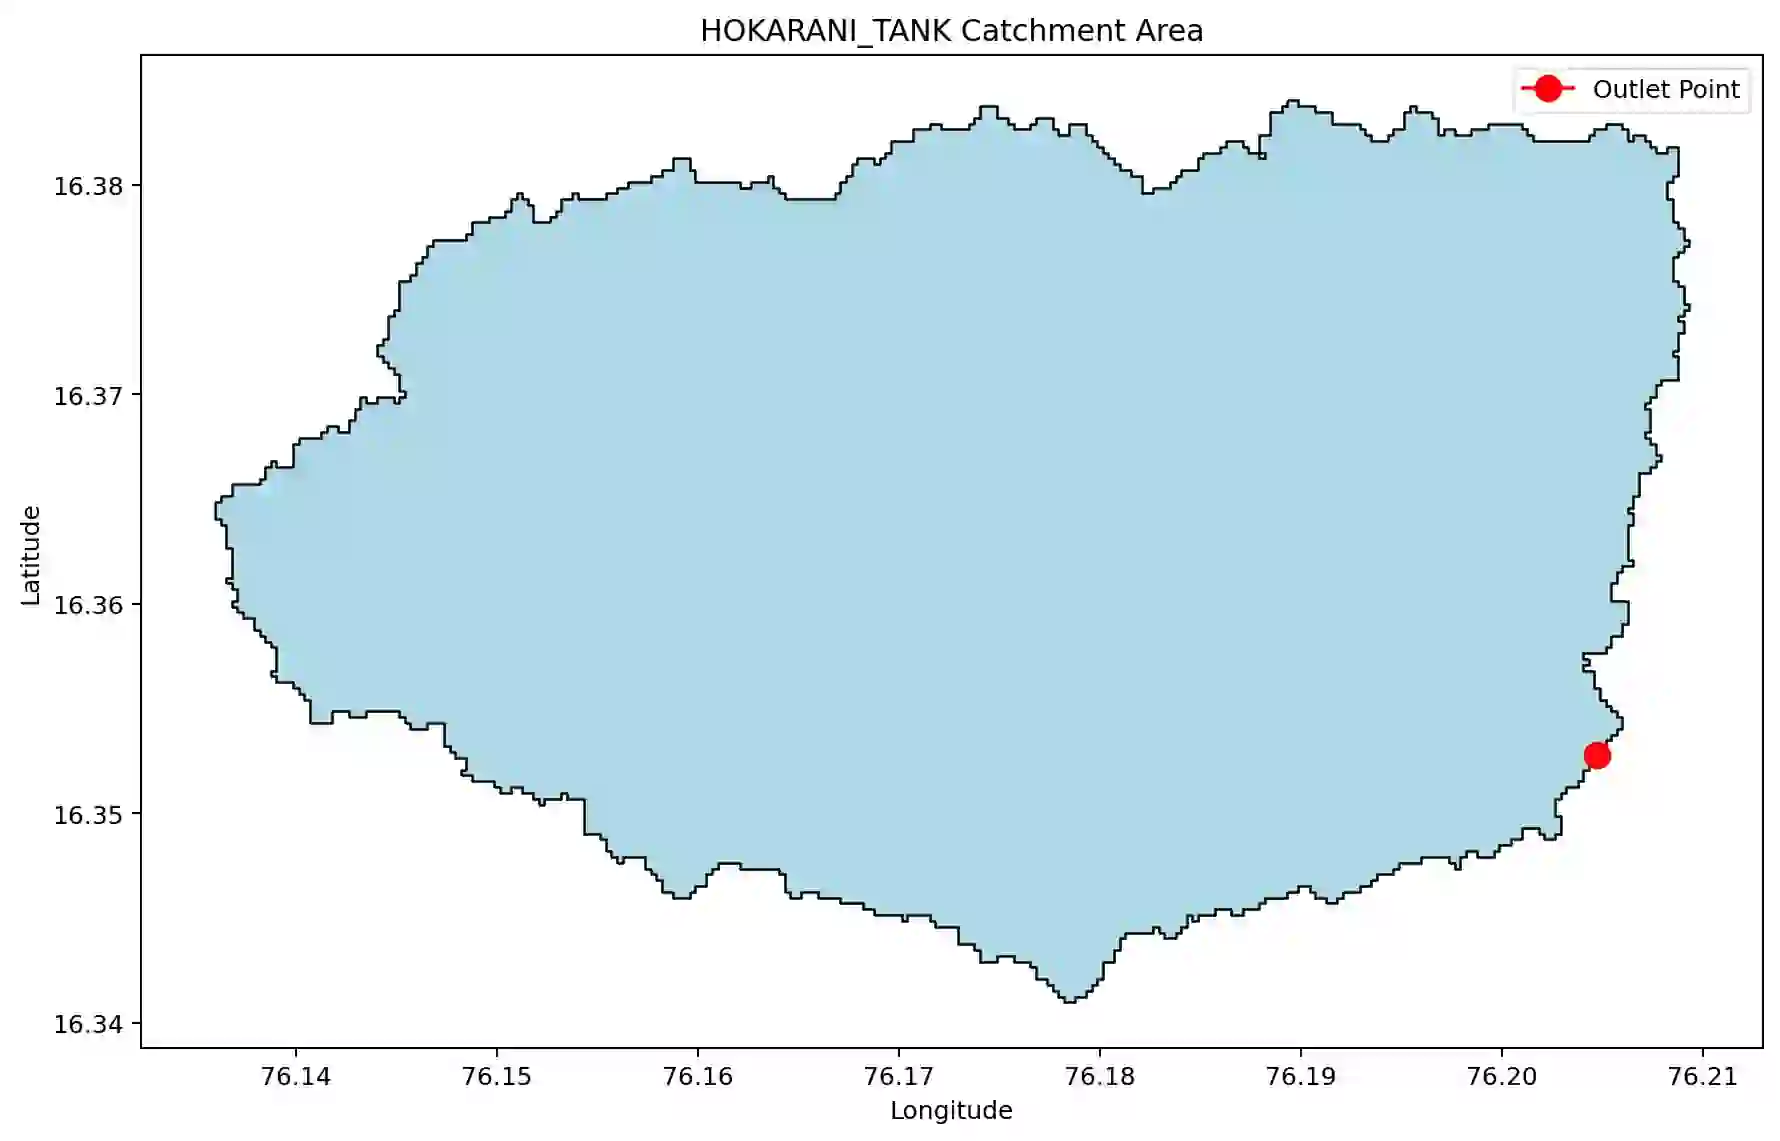 HOKARANI_TANK Catchment Area
Outlet Point
Latitude
16.38
16.37
16.36
16.35
16.34
76.14 76.15 76.16 76.17 76.18 76.19 76.20 76.21
Longitude